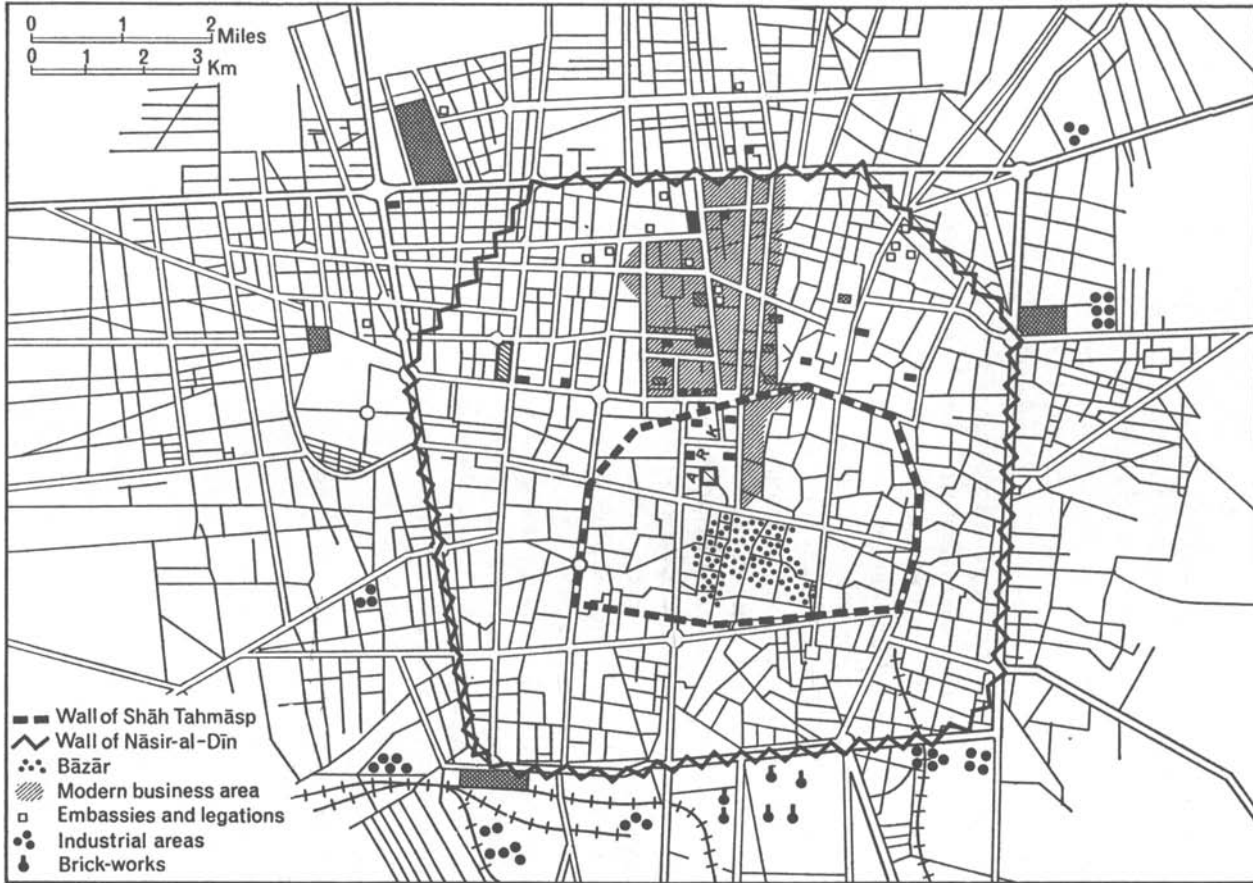 0 1 2 Miles
0 1 2 3 Km
ARK
Wall of Shāh Tahmāsp
Wall of Nāsir-al-Dīn
Bāzār
Modern business area
Embassies and legations
Industrial areas
Brick-works